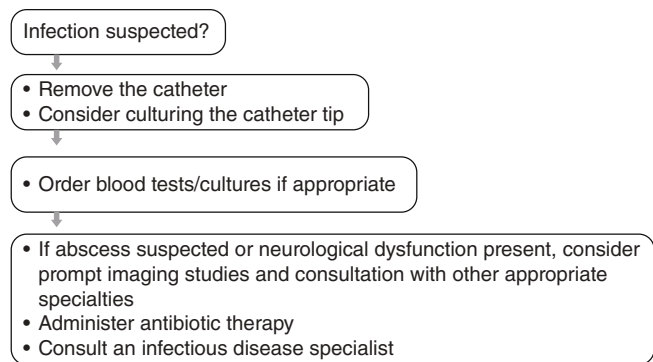 Infection suspected?
• Remove the catheter
• Consider culturing the catheter tip
• Order blood tests/cultures if appropriate
• If abscess suspected or neurological dysfunction present, consider
prompt imaging studies and consultation with other appropriate
specialties
• Administer antibiotic therapy
• Consult an infectious disease specialist